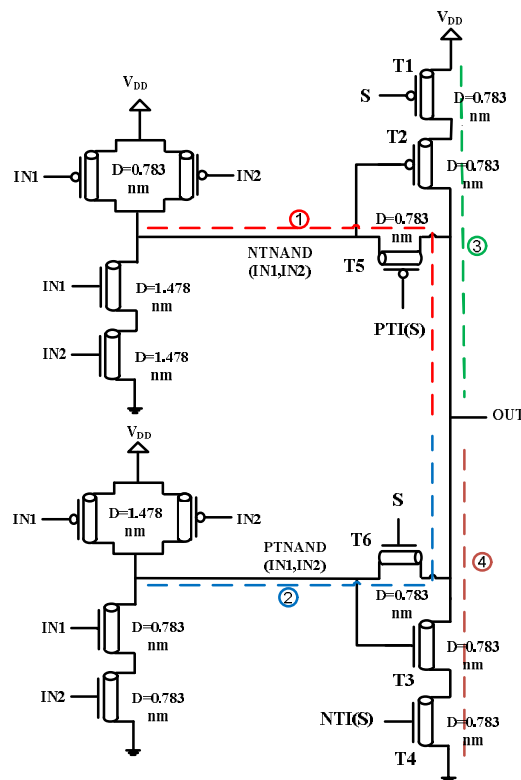 V_DD
T1
S
D=0.783
nm
V_DD
T2
IN1
D=0.783
nm
IN2
D=0.783
nm
1
D=0.783
nm
NTNAND
(IN1,IN2)
T5
3
IN1
D=1.478
nm
PTI(S)
IN2
D=1.478
nm
OUT
V_DD
S
IN1
D=1.478
nm
IN2
T6
PTNAND
(IN1,IN2)
4
2
D=0.783
nm
IN1
D=0.783
nm
D=0.783
nm
T3
IN2
D=0.783
nm
NTI(S)
D=0.783
nm
T4